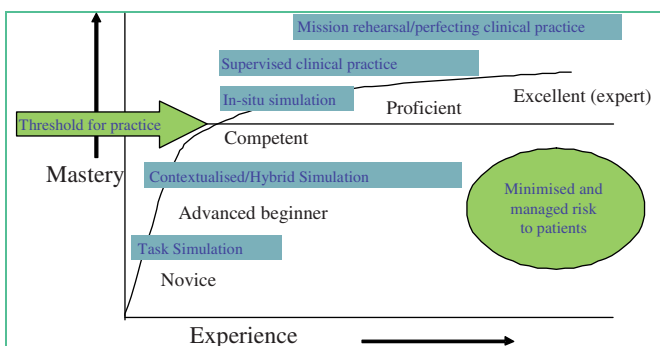 Mission rehearsal/perfecting clinical practice
Supervised clinical practice
In-situ simulation
Proficient
Excellent (expert)
Threshold for practice
Competent
Mastery
Contextualised/Hybrid Simulation
Advanced beginner
Minimised and
managed risk
to patients
Task Simulation
Novice
Experience